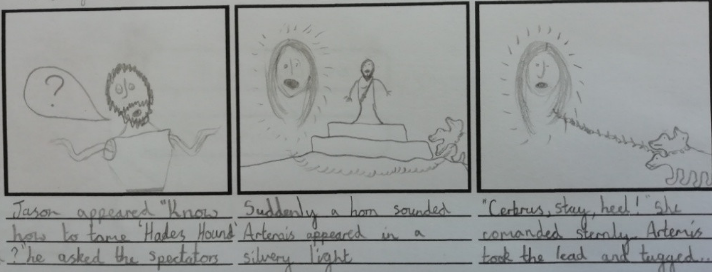 ?
Jason appeared "Know
how to tame 'Hades Hound'
?" he asked the spectators
Suddenly a horn sounded
Artemis appeared in a
silvery light
"Cerbrus, stay, heel!" She
comanded sternly. Artemis
took the lead and tugged...